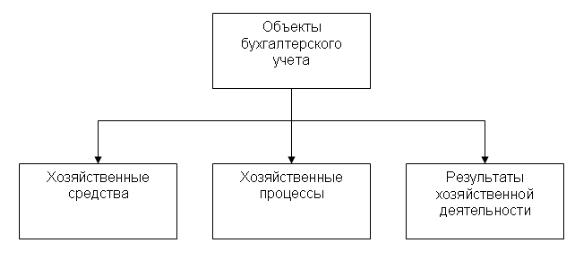 Объекты
бухгалтерского
учета
Хозяйственные
средства
Хозяйственные
процессы
Результаты
хозяйственной
деятельности